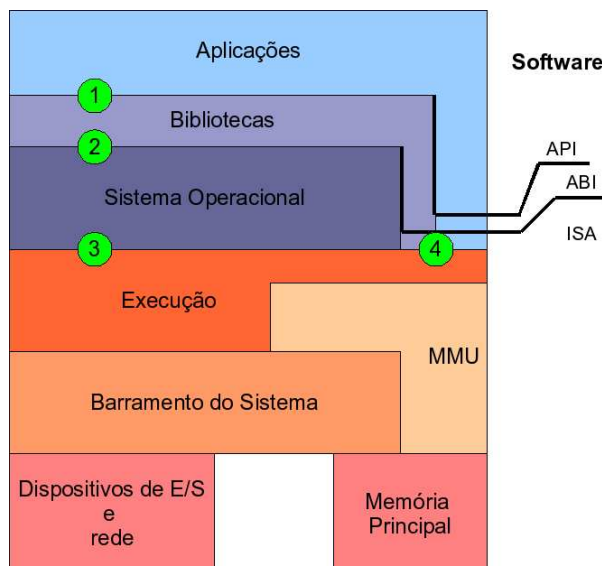 Aplicações
Software
1
Bibliotecas
2
API
Sistema Operacional
ABI
ISA
3
4
Execução
MMU
Barramento do Sistema
Dispositivos de E/S
e
rede
Memória
Principal